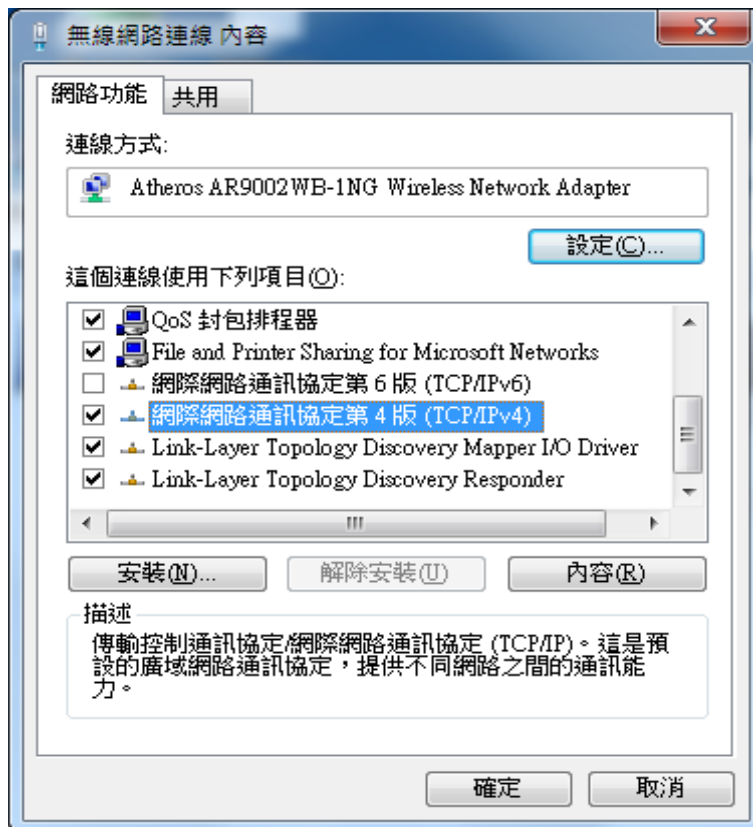 無線網路連線 內容
網路功能
共用
連線方式:
Atheros AR9002WB-1NG Wireless Network Adapter
設定(C)...
這個連線使用下列項目(O):
QoS 封包排程器
File and Printer Sharing for Microsoft Networks
網際網路通訊協定第 6 版 (TCP/IPv6)
網際網路通訊協定第 4 版 (TCP/IPv4)
Link-Layer Topology Discovery Mapper I/O Driver
Link-Layer Topology Discovery Responder
安裝(N)...
解除安裝(U)
內容(R)
描述
傳輸控制通訊協定/網際網路通訊協定 (TCP/IP)。這是預
設的廣域網路通訊協定，提供不同網路之間的通訊能
力。
確定
取消